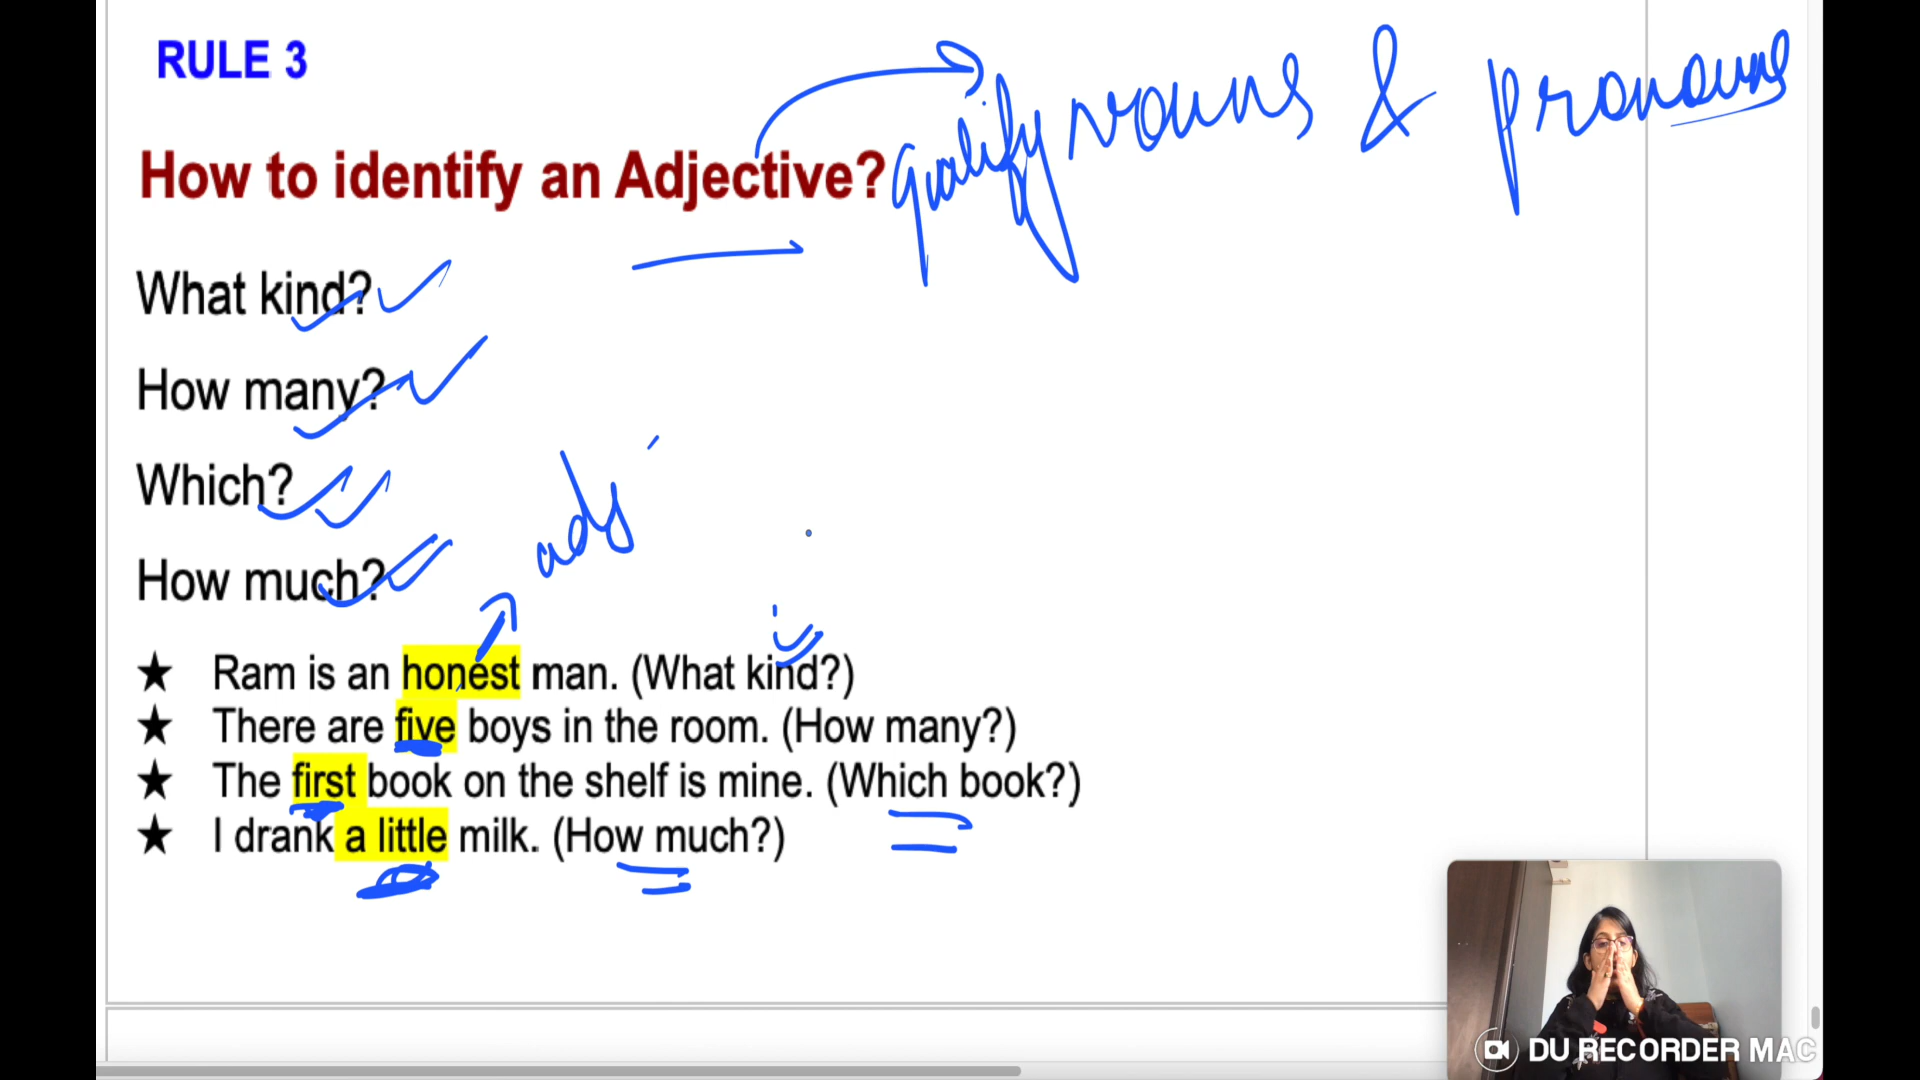 RULE 3
qualify nouns & pronouns
How to identify an Adjective?
What kind?
How many?
Which?
adj
How much?
★ Ram is an honest man. (What kind?)
★ There are five boys in the room. (How many?)
★ The first book on the shelf is mine. (Which book?)
★ I drank a little milk. (How much?)
DU RECORDER MAC